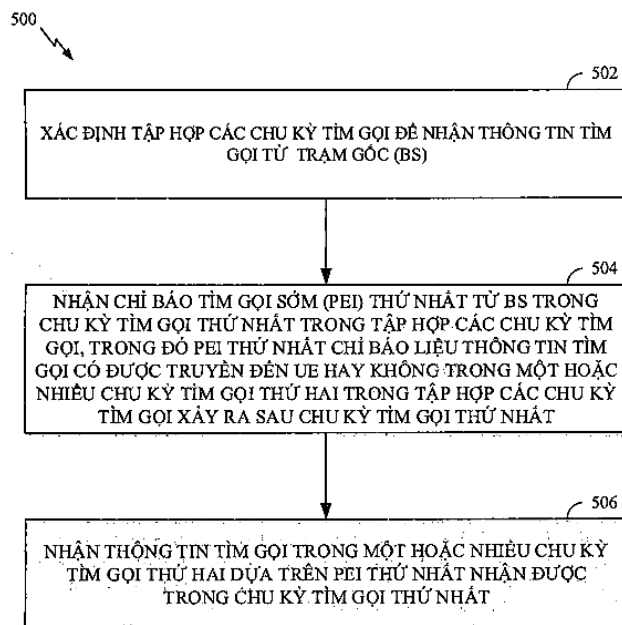 500
502
XÁC ĐỊNH TẬP HỢP CÁC CHU KỲ TÌM GỌI ĐỂ NHẬN THÔNG TIN TÌM
GỌI TỪ TRẠM GỐC (BS)
504
NHẬN CHỈ BÁO TÌM GỌI SỚM (PEI) THỨ NHẤT TỪ BS TRONG
CHU KỲ TÌM GỌI THỨ NHẤT TRONG TẬP HỢP CÁC CHU KỲ TÌM
GỌI, TRONG ĐÓ PEI THỨ NHẤT CHỈ BÁO LIỆU THÔNG TIN TÌM
GỌI CÓ ĐƯỢC TRUYỀN ĐẾN UE HAY KHÔNG TRONG MỘT HOẶC
NHIỀU CHU KỲ TÌM GỌI THỨ HAI TRONG TẬP HỢP CÁC CHU KỲ
TÌM GỌI XẢY RA SAU CHU KỲ TÌM GỌI THỨ NHẤT
506
NHẬN THÔNG TIN TÌM GỌI TRONG MỘT HOẶC NHIỀU CHU KỲ
TÌM GỌI THỨ HAI DỰA TRÊN PEI THỨ NHẤT NHẬN ĐƯỢC
TRONG CHU KỲ TÌM GỌI THỨ NHẤT